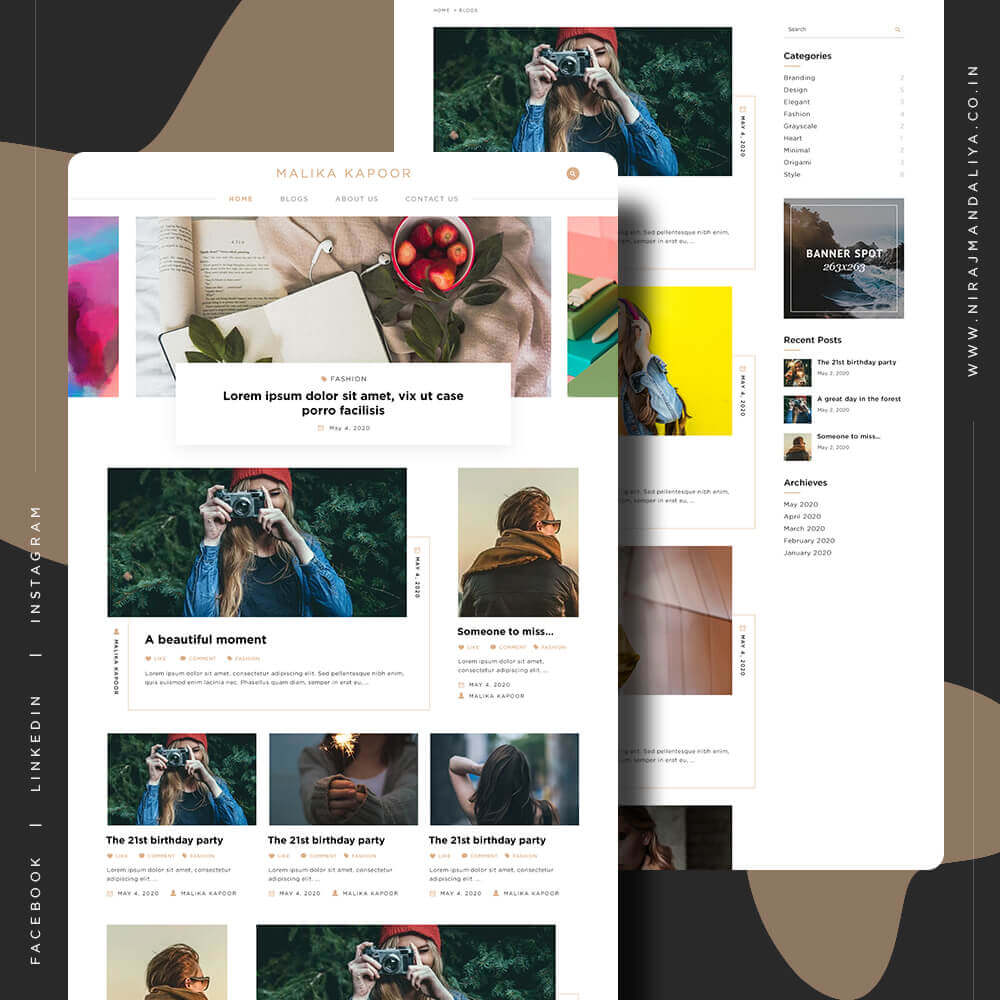 HOME > BLOGS
MAY 4, 2020
ng elit. Sed pellentesque nibh enim,
, semper in erat eu, ...
MAY 4, 2020
ng elit. Sed pellentesque nibh enim,
m, semper in erat eu, ...
MAY 4, 2020
ng elit. Sed pellentesque nibh enim,
m, semper in erat eu, ...
Search
Categories
Branding 2
Design 5
Elegant 3
Fashion 4
Grayscale 2
Heart 1
Minimal 2
Origami 3
Style 8
BANNER SPOT
263x263
Recent Posts
The 21st birthday party
May 2, 2020
A great day in the forest
May 2, 2020
Someone to miss...
May 2, 2020
Archieves
May 2020
April 2020
March 2020
February 2020
January 2020
MALIKA KAPOOR
HOME BLOGS ABOUT US CONTACT US
FASHION
Lorem ipsum dolor sit amet, vix ut case
porro facilisis
May 4, 2020
MAY 4, 2020
MALIKA KAPOOR
A beautiful moment
LIKE COMMENT FASHION
Lorem ipsum dolor sit amet, consectetur adipiscing elit. Sed pellentesque nibh enim,
quis euismod enim lacinia nec. Phasellus quam diam, semper in erat eu, ...
Someone to miss...
LIKE COMMENT FASHION
Lorem ipsum dolor sit amet,
consectetur adipiscing elit. ...
MAY 4, 2020
MALIKA KAPOOR
The 21st birthday party
LIKE COMMENT FASHION
Lorem ipsum dolor sit amet, consectetur
adipiscing elit. ...
MAY 4, 2020 MALIKA KAPOOR
The 21st birthday party
LIKE COMMENT FASHION
Lorem ipsum dolor sit amet, consectetur
adipiscing elit. ...
MAY 4, 2020 MALIKA KAPOOR
The 21st birthday party
LIKE COMMENT FASHION
Lorem ipsum dolor sit amet, consectetur
adipiscing elit. ...
MAY 4, 2020 MALIKA KAPOOR
FACEBOOK | LINKEDIN | INSTAGRAM
WWW.NIRAJMANDALIYA.CO.IN